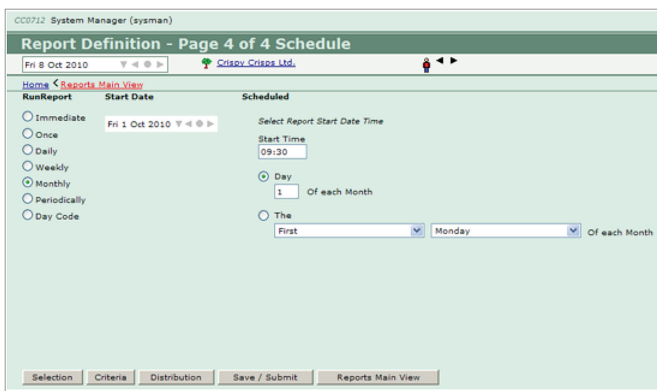 CC0712 System Manager (sysman)
Report Definition - Page 4 of 4 Schedule
Fri 8 Oct 2010 Crispy Crisps Ltd.
Home Reports Main View
RunReport Start Date Scheduled
Immediate Fri 1 Oct 2010 Select Report Start Date Time
Once
Start Time
Daily 09:30
Weekly
Monthly Day
1 Of each Month
Periodically
Day Code The
First Monday Of each Month
Selection Criteria Distribution Save / Submit Reports Main View